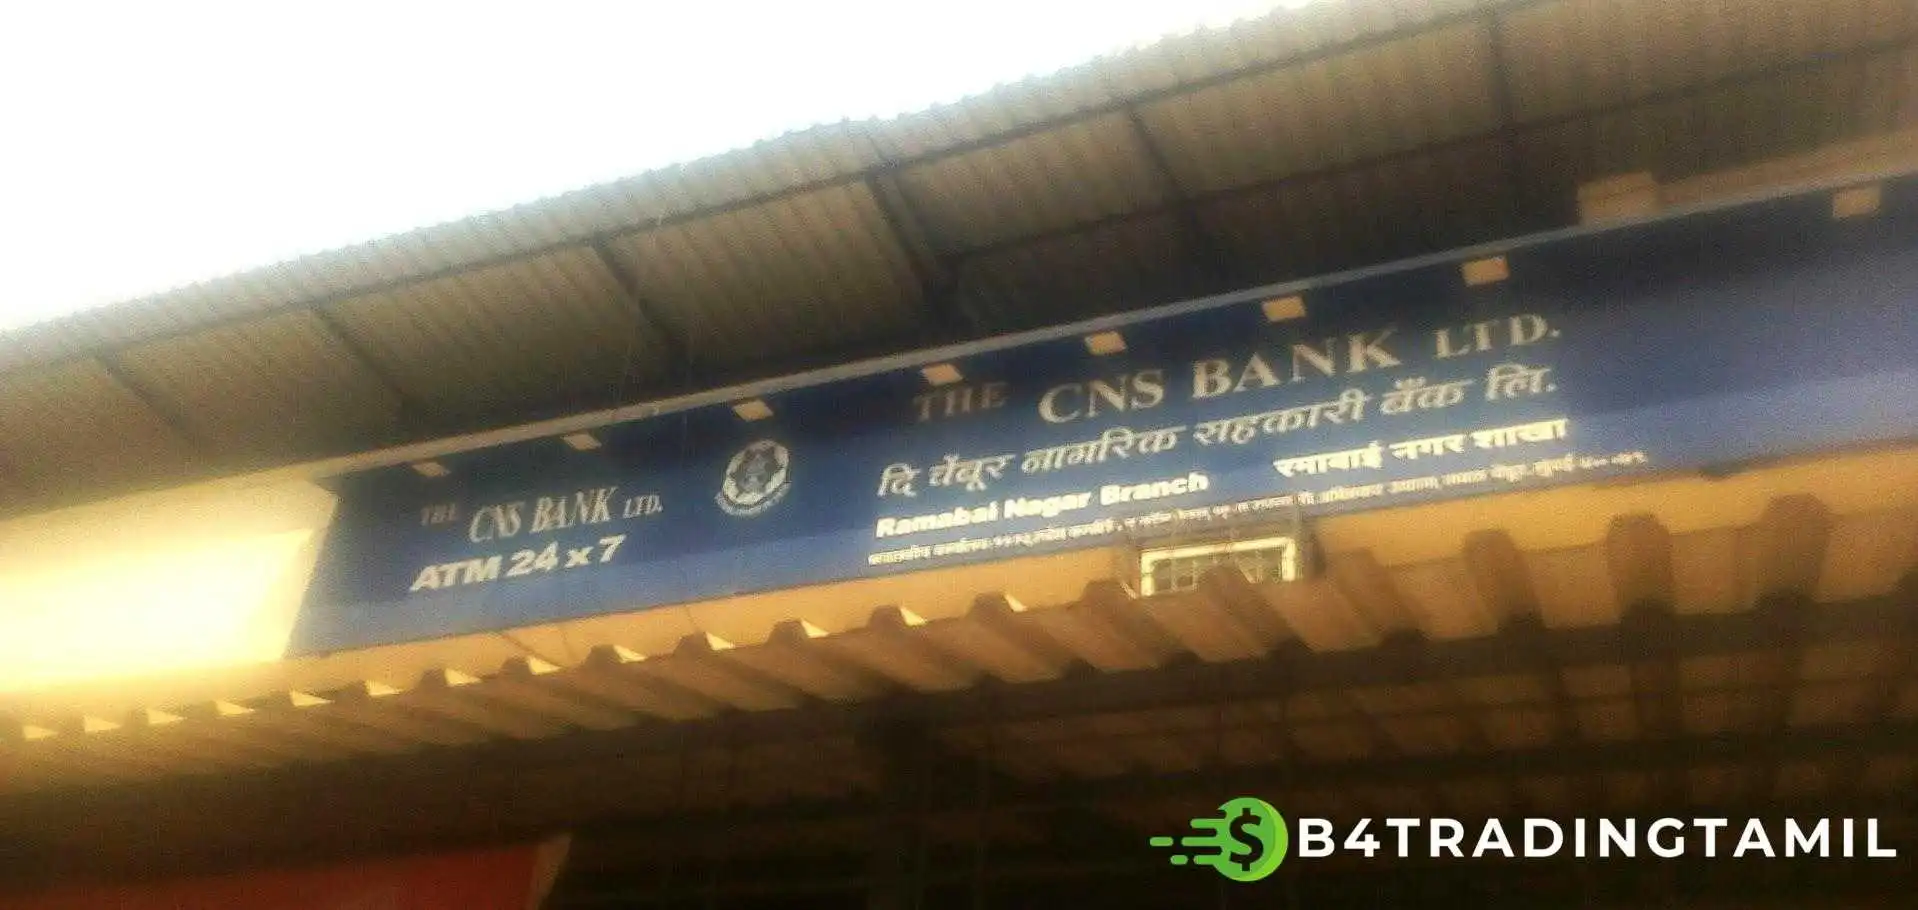 THE CNS BANK LTD.
ATM 24 x 7
THE CNS BANK LTD.
दि चेंबूर नागरिक सहकारी बँक लि.
Ramabai Nagar Branch रमाबाई नगर शाखा
B4TRADINGTAMIL